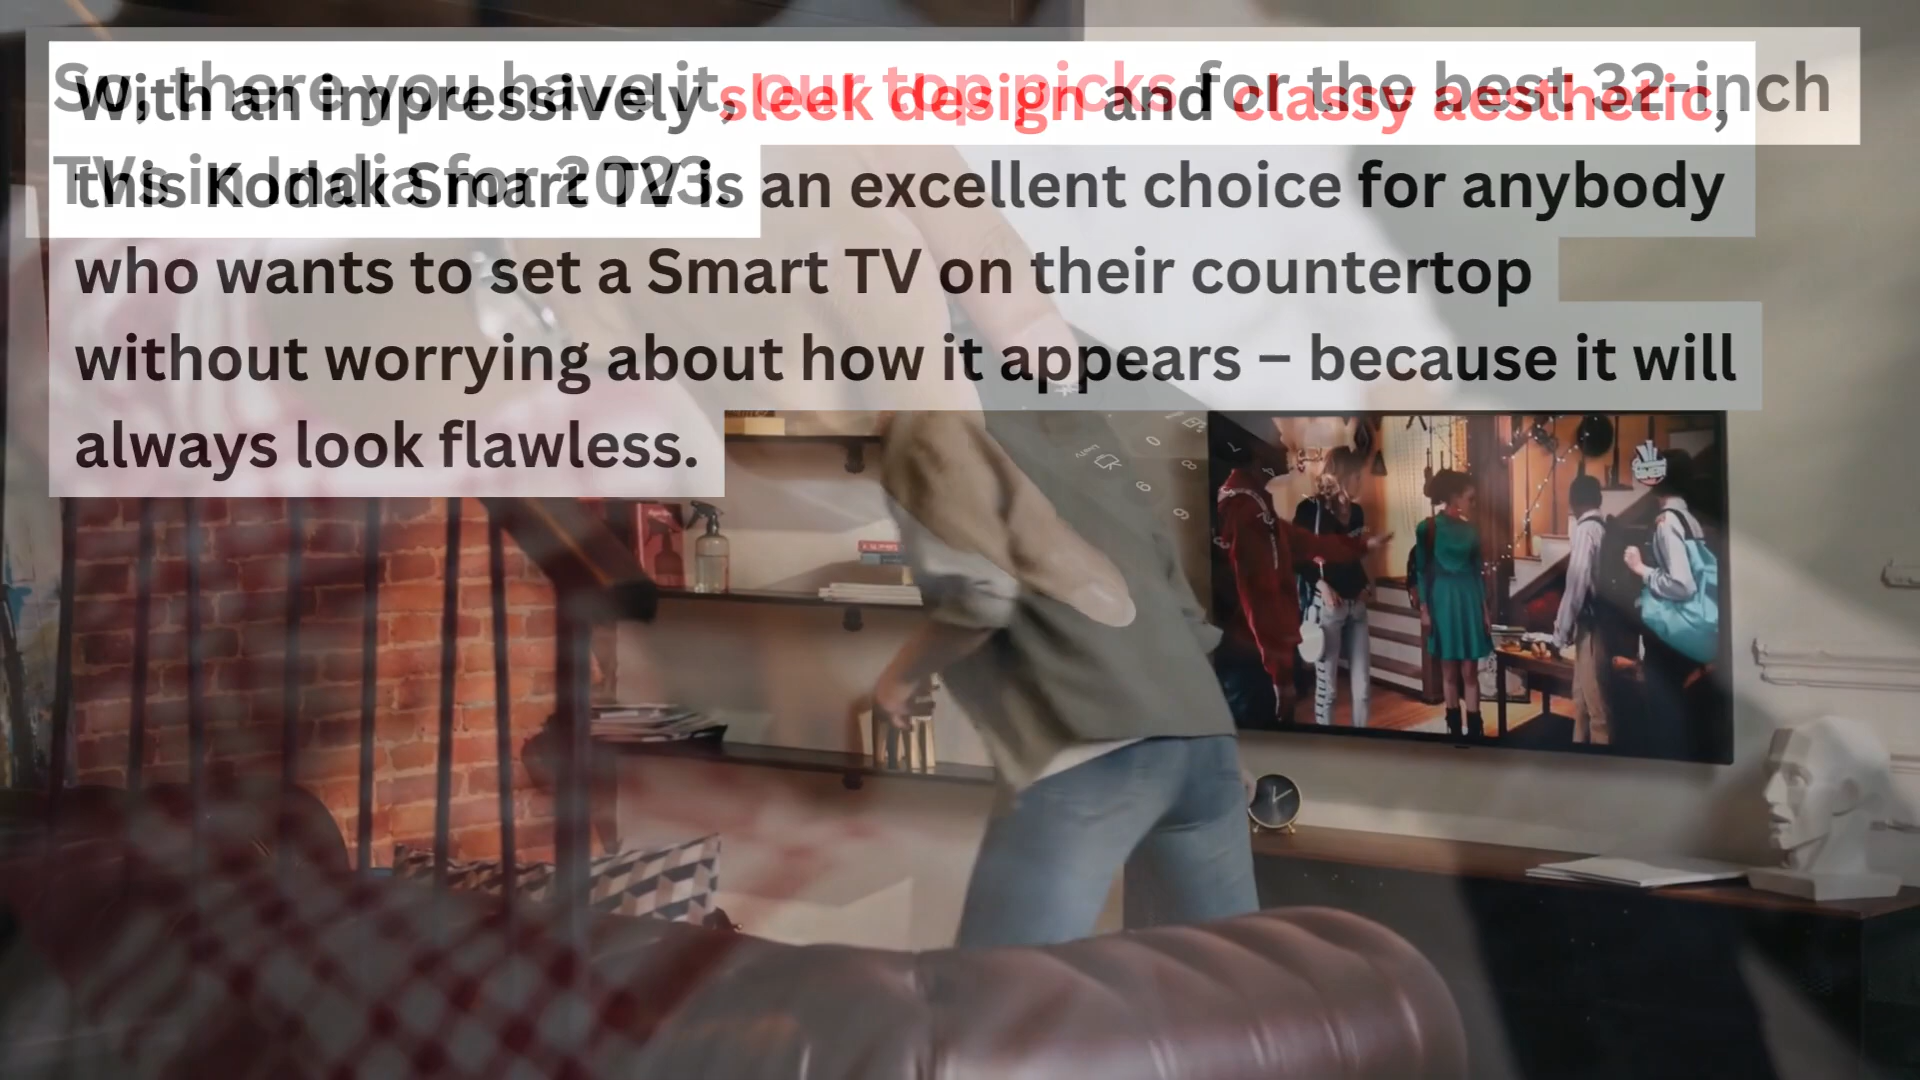 So, there you have it, our top picks for the best 32-inch
TVs in India for 2023.
With an impressively sleek design and classy aesthetic,
this Kodak Smart TV is an excellent choice for anybody
who wants to set a Smart TV on their countertop
without worrying about how it appears – because it will
always look flawless.